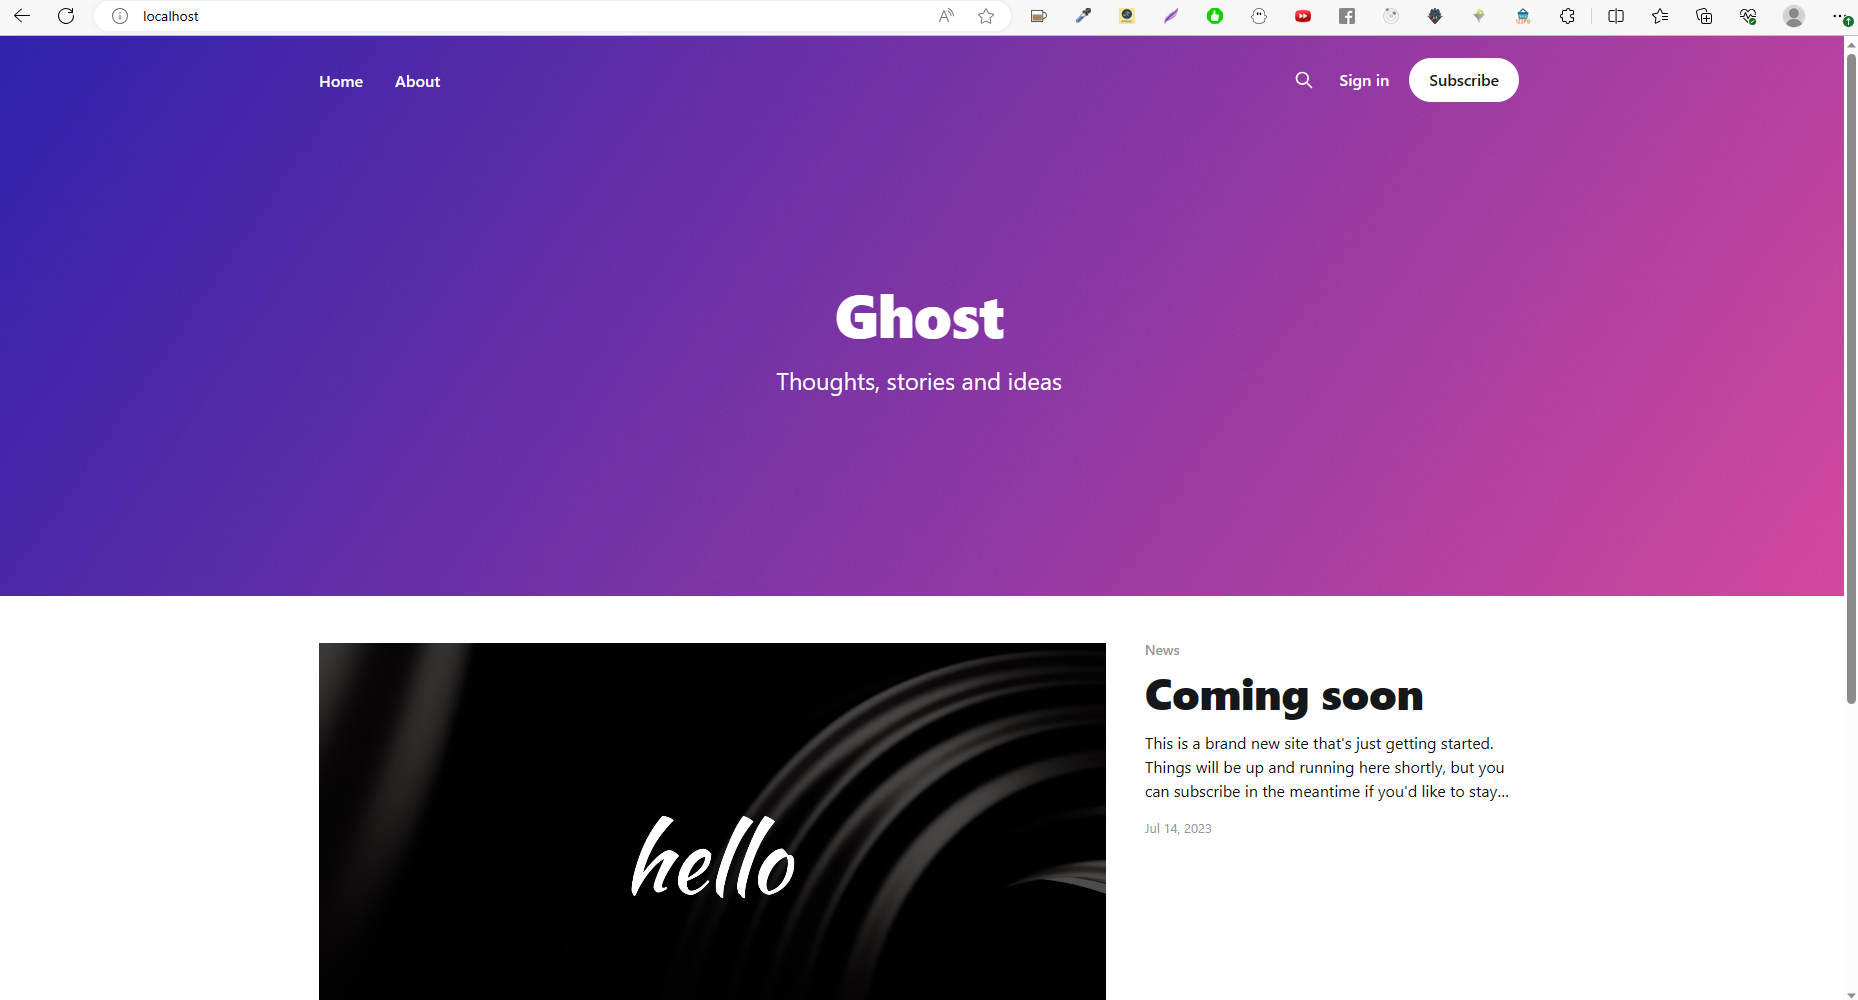 localhost
Home About Sign in Subscribe
Ghost
Thoughts, stories and ideas
hello
News
Coming soon
This is a brand new site that's just getting started.
Things will be up and running here shortly, but you
can subscribe in the meantime if you'd like to stay...
Jul 14, 2023